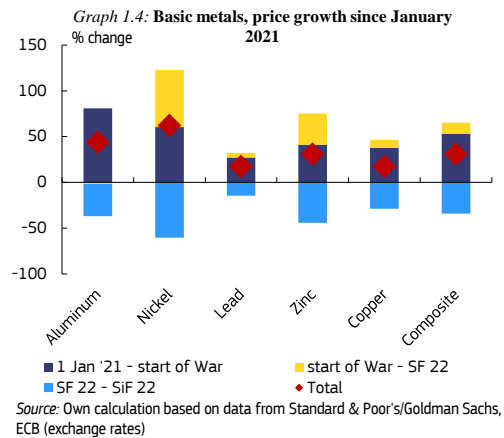 Graph 1.4: Basic metals, price growth since January
2021
% change
150
100
50
0
-50
-100
Aluminum
Nickel
Lead
Zinc
Copper
Composite
1 Jan '21 - start of War
start of War - SF 22
SF 22 - SiF 22
Total
Source: Own calculation based on data from Standard & Poor's/Goldman Sachs,
ECB (exchange rates)